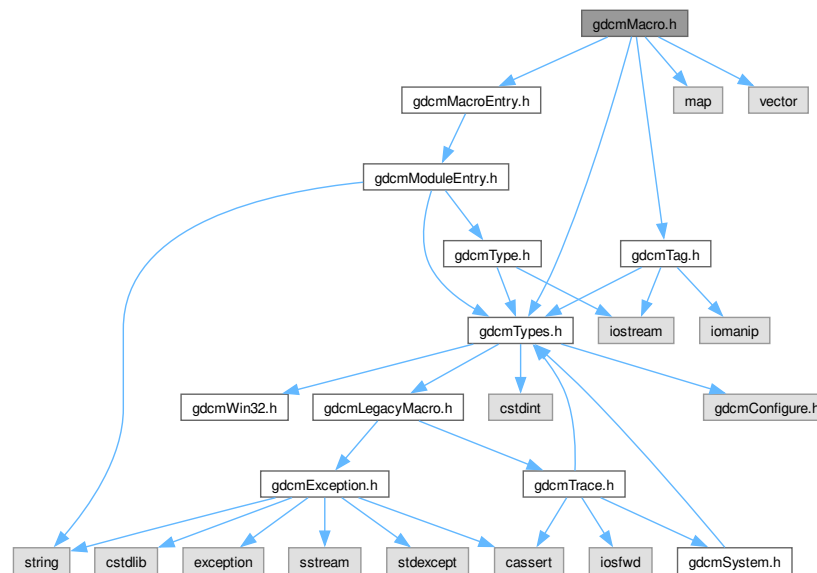 gdcmMacro.h
gdcmMacroEntry.h
map
vector
gdcmModuleEntry.h
gdcmType.h
gdcmTag.h
gdcmTypes.h
iostream
iomanip
gdcmWin32.h
gdcmLegacyMacro.h
cstdint
gdcmConfigure.h
gdcmException.h
gdcmTrace.h
string
cstdlib
exception
sstream
stdexcept
cassert
iosfwd
gdcmSystem.h